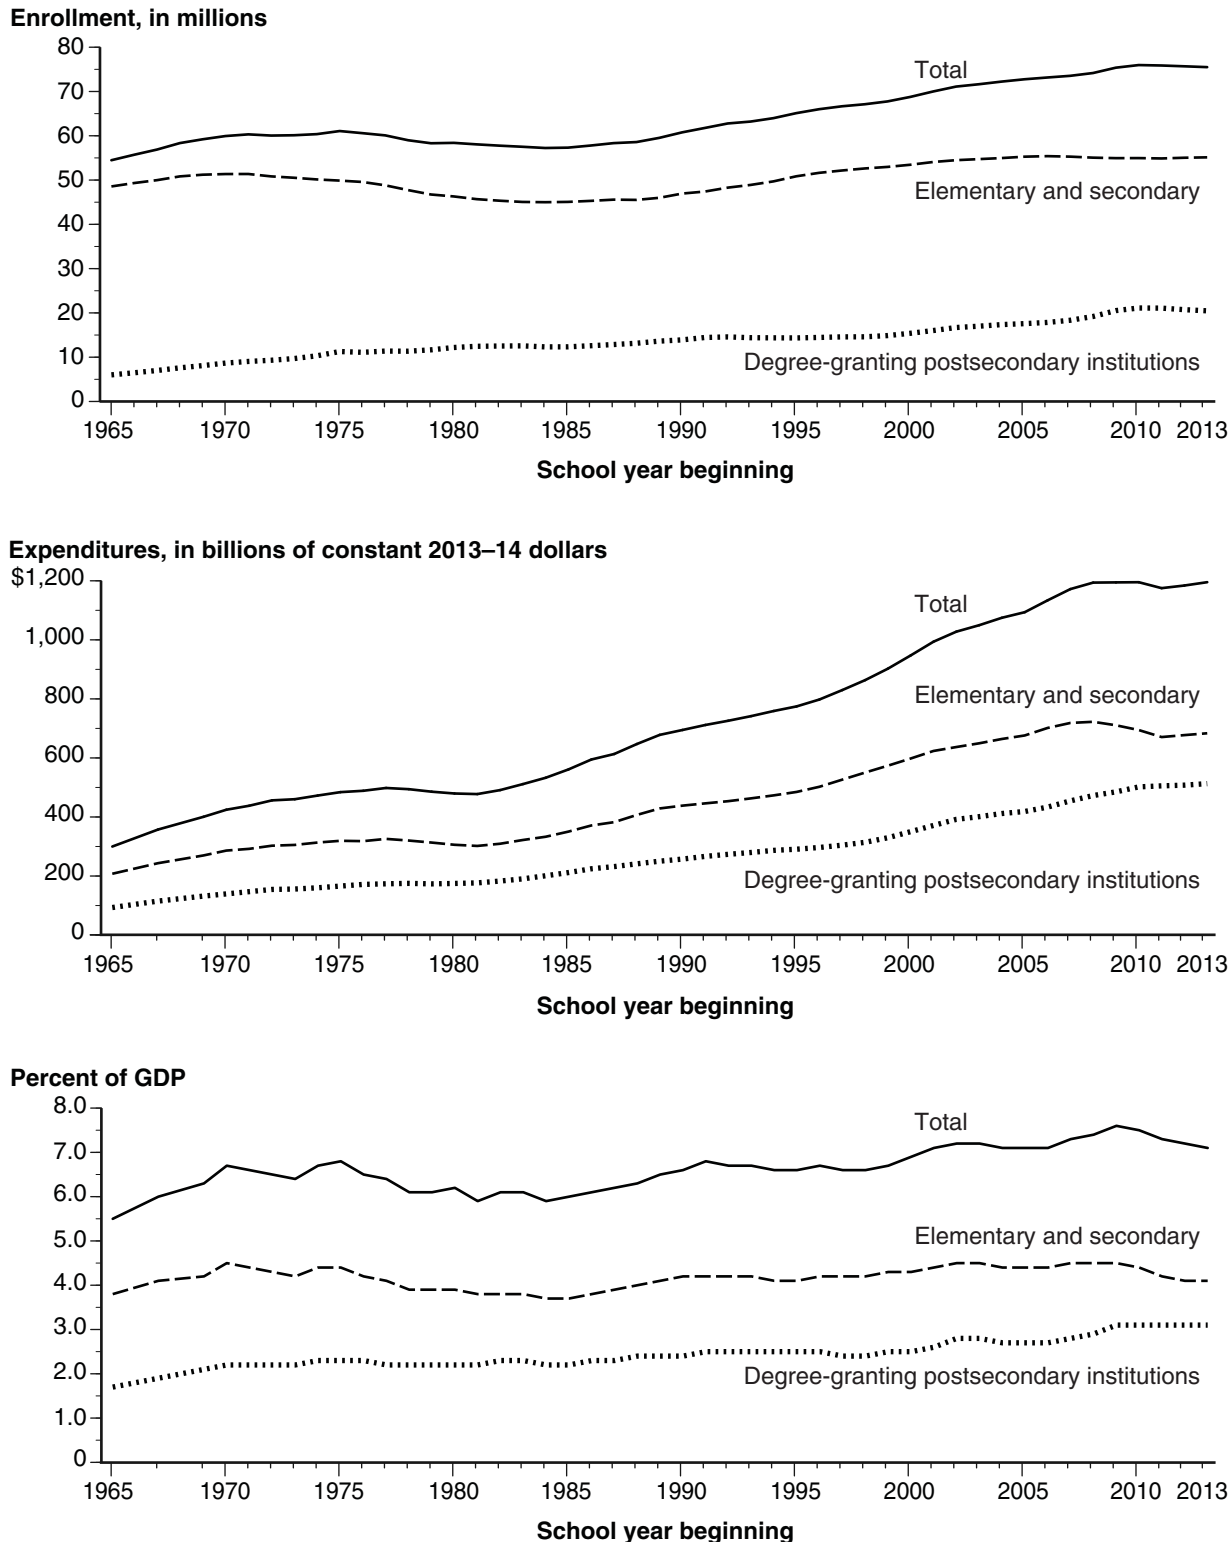 Enrollment, in millions
80
Total
70
60
50
Elementary and secondary
40
30
20
10
Degree-granting postsecondary institutions
0
1965 1970 1975 1980 1985 1990 1995 2000 2005 2010 2013
School year beginning
Expenditures, in billions of constant 2013–14 dollars
$1,200
Total
1,000
800
Elementary and secondary
600
400
200
Degree-granting postsecondary institutions
0
1965 1970 1975 1980 1985 1990 1995 2000 2005 2010 2013
School year beginning
Percent of GDP
8.0
Total
7.0
6.0
5.0
Elementary and secondary
4.0
3.0
2.0
Degree-granting postsecondary institutions
1.0
0
1965 1970 1975 1980 1985 1990 1995 2000 2005 2010 2013
School year beginning